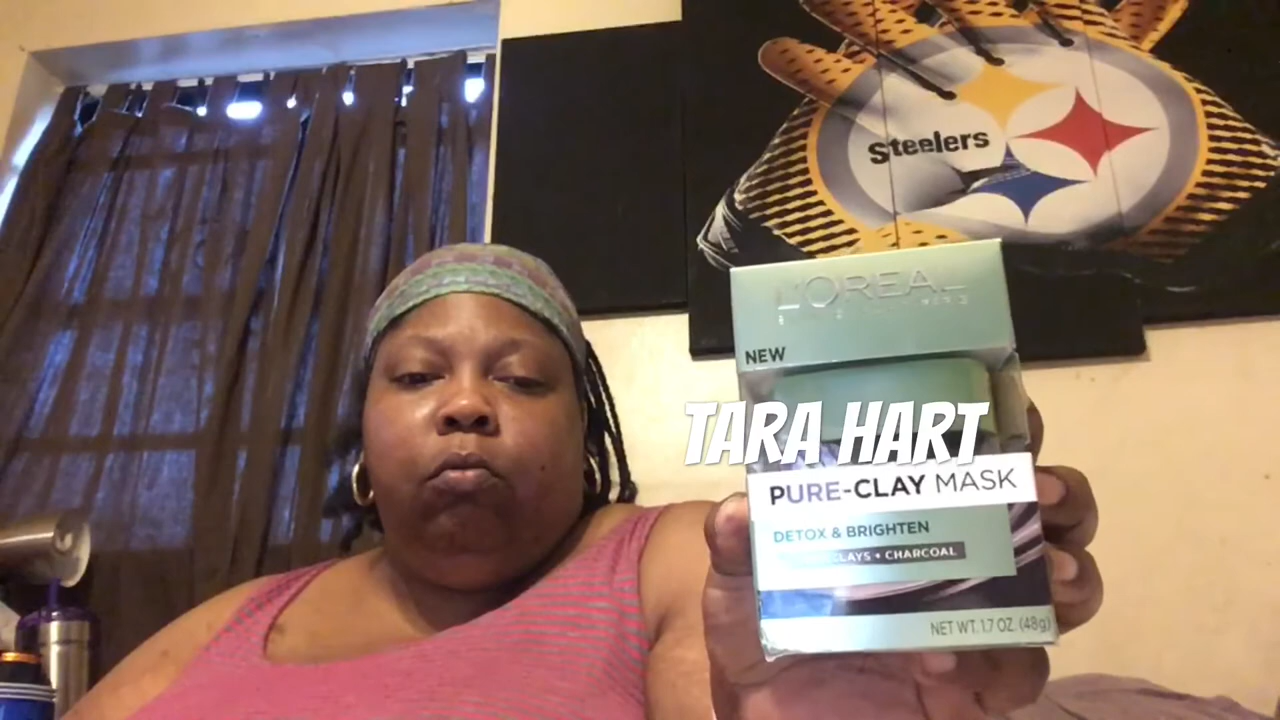 Steelers
L'OREAL
NEW
TARA HART
PURE-CLAY MASK
DETOX & BRIGHTEN
CLAYS + CHARCOAL
NET WT. 1.7 OZ. (48g)